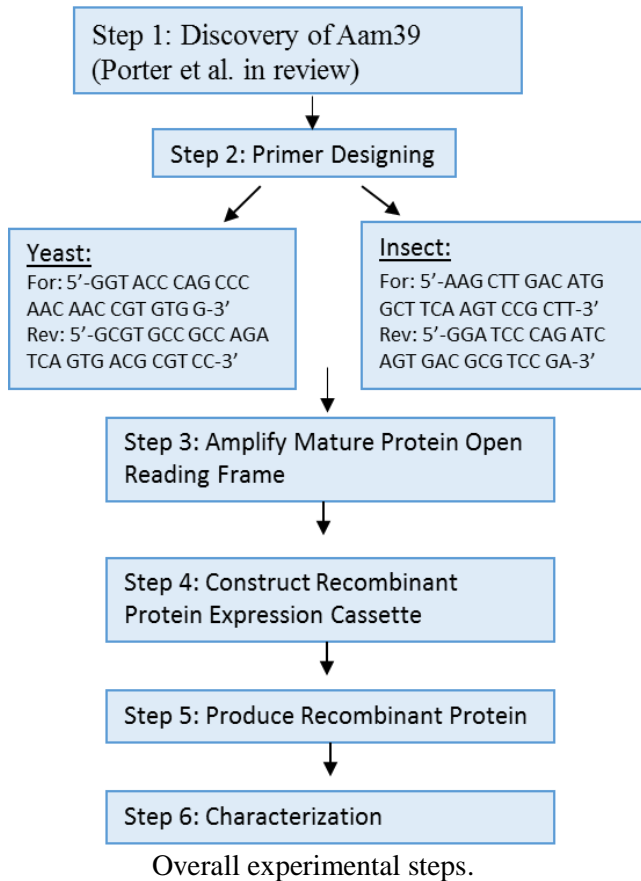 Step 1: Discovery of Aam39
(Porter et al. in review)
Step 2: Primer Designing
Yeast:
For: 5’-GGT ACC CAG CCC
AAC AAC CGT GTG G-3’
Rev: 5’-GCGT GCC GCC AGA
TCA GTG ACG CGT CC-3’
Insect:
For: 5’-AAG CTT GAC ATG
GCT TCA AGT CCG CTT-3’
Rev: 5’-GGA TCC CAG ATC
AGT GAC GCG TCC GA-3’
Step 3: Amplify Mature Protein Open
Reading Frame
Step 4: Construct Recombinant
Protein Expression Cassette
Step 5: Produce Recombinant Protein
Step 6: Characterization
Overall experimental steps.